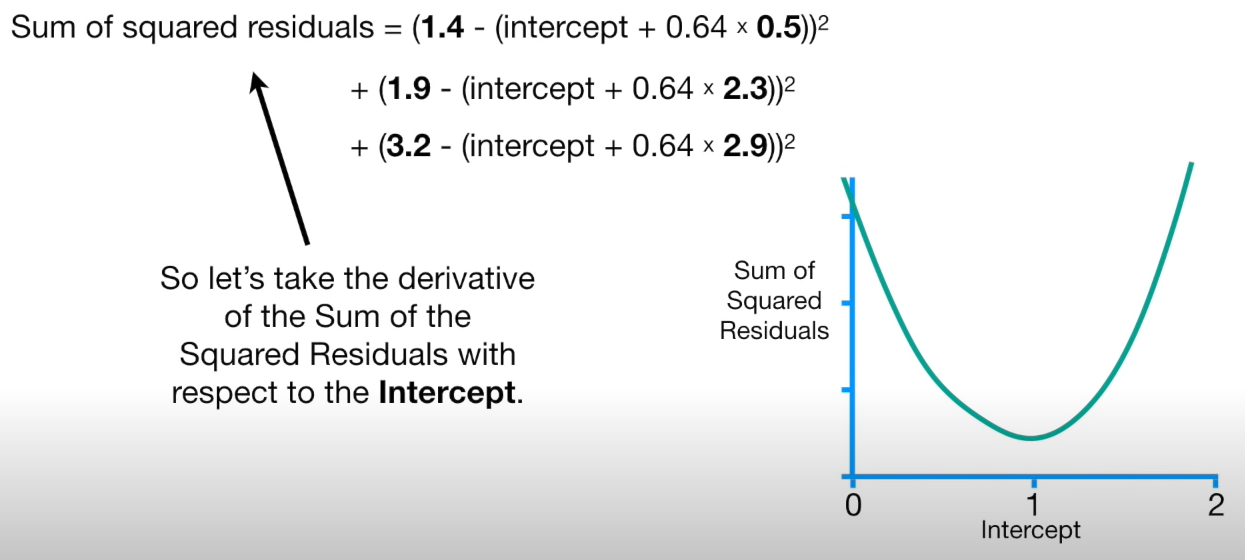 Sum of squared residuals = (1.4 - (intercept + 0.64 × 0.5))²
+ (1.9 - (intercept + 0.64 × 2.3))²
+ (3.2 - (intercept + 0.64 × 2.9))²
So let's take the derivative
of the Sum of the
Squared Residuals with
respect to the Intercept.
Sum of
Squared
Residuals
0 1 2
Intercept